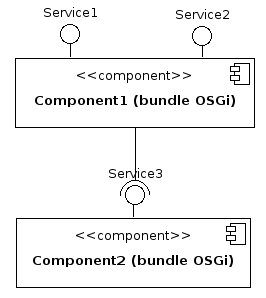 Service1
Service2
<<component>>
Component1 (bundle OSGi)
Service3
<<component>>
Component2 (bundle OSGi)